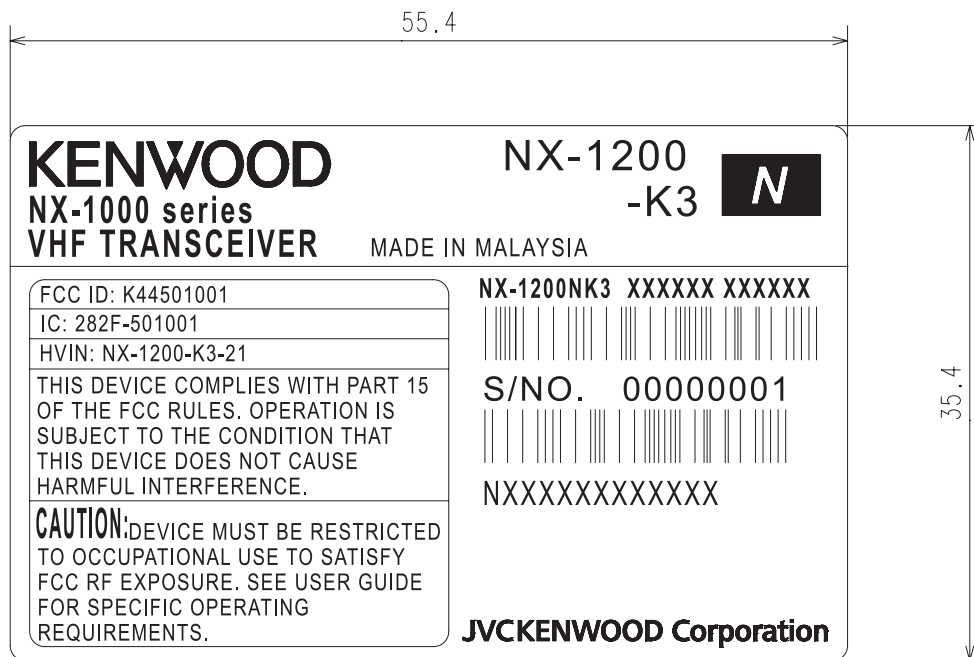 55.4
KENWOOD
NX-1000 series
VHF TRANSCEIVER
MADE IN MALAYSIA
NX-1200
-K3
N
FCC ID: K44501001
IC: 282F-501001
HVIN: NX-1200-K3-21
THIS DEVICE COMPLIES WITH PART 15
OF THE FCC RULES. OPERATION IS
SUBJECT TO THE CONDITION THAT
THIS DEVICE DOES NOT CAUSE
HARMFUL INTERFERENCE.
CAUTION:DEVICE MUST BE RESTRICTED
TO OCCUPATIONAL USE TO SATISFY
FCC RF EXPOSURE. SEE USER GUIDE
FOR SPECIFIC OPERATING
REQUIREMENTS.
NX-1200NK3 XXXXXX XXXXXX
S/NO. 00000001
NXXXXXXXXXXXX
JVCKENWOOD Corporation
35.4